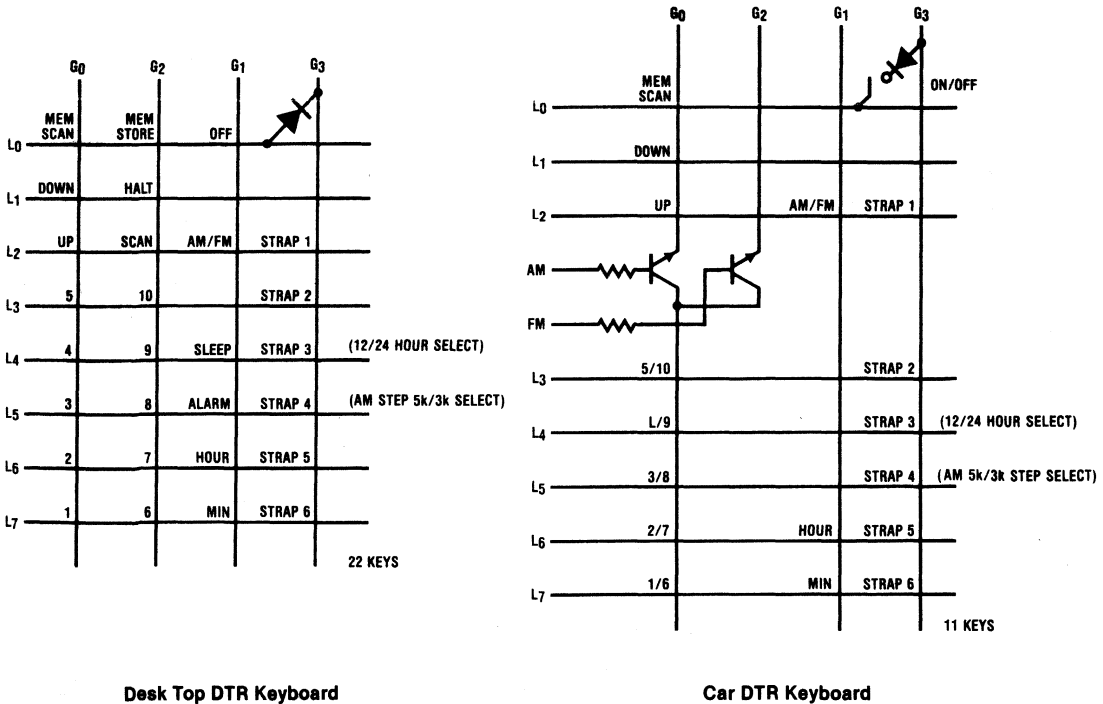 G0 G2 G1 G3
MEM SCAN MEM STORE OFF
L0
DOWN HALT
L1
UP SCAN AM/FM STRAP 1
L2
5 10 STRAP 2
L3
4 9 SLEEP STRAP 3 (12/24 HOUR SELECT)
L4
3 8 ALARM STRAP 4 (AM STEP 5k/3k SELECT)
L5
2 7 HOUR STRAP 5
L6
1 6 MIN STRAP 6
L7
22 KEYS
Desk Top DTR Keyboard
G0 G2 G1 G3
MEM SCAN ON/OFF
L0
DOWN
L1
UP AM/FM STRAP 1
L2
AM
FM
5/10 STRAP 2
L3
L/9 STRAP 3 (12/24 HOUR SELECT)
L4
3/8 STRAP 4 (AM 5k/3k STEP SELECT)
L5
2/7 HOUR STRAP 5
L6
1/6 MIN STRAP 6
L7
11 KEYS
Car DTR Keyboard